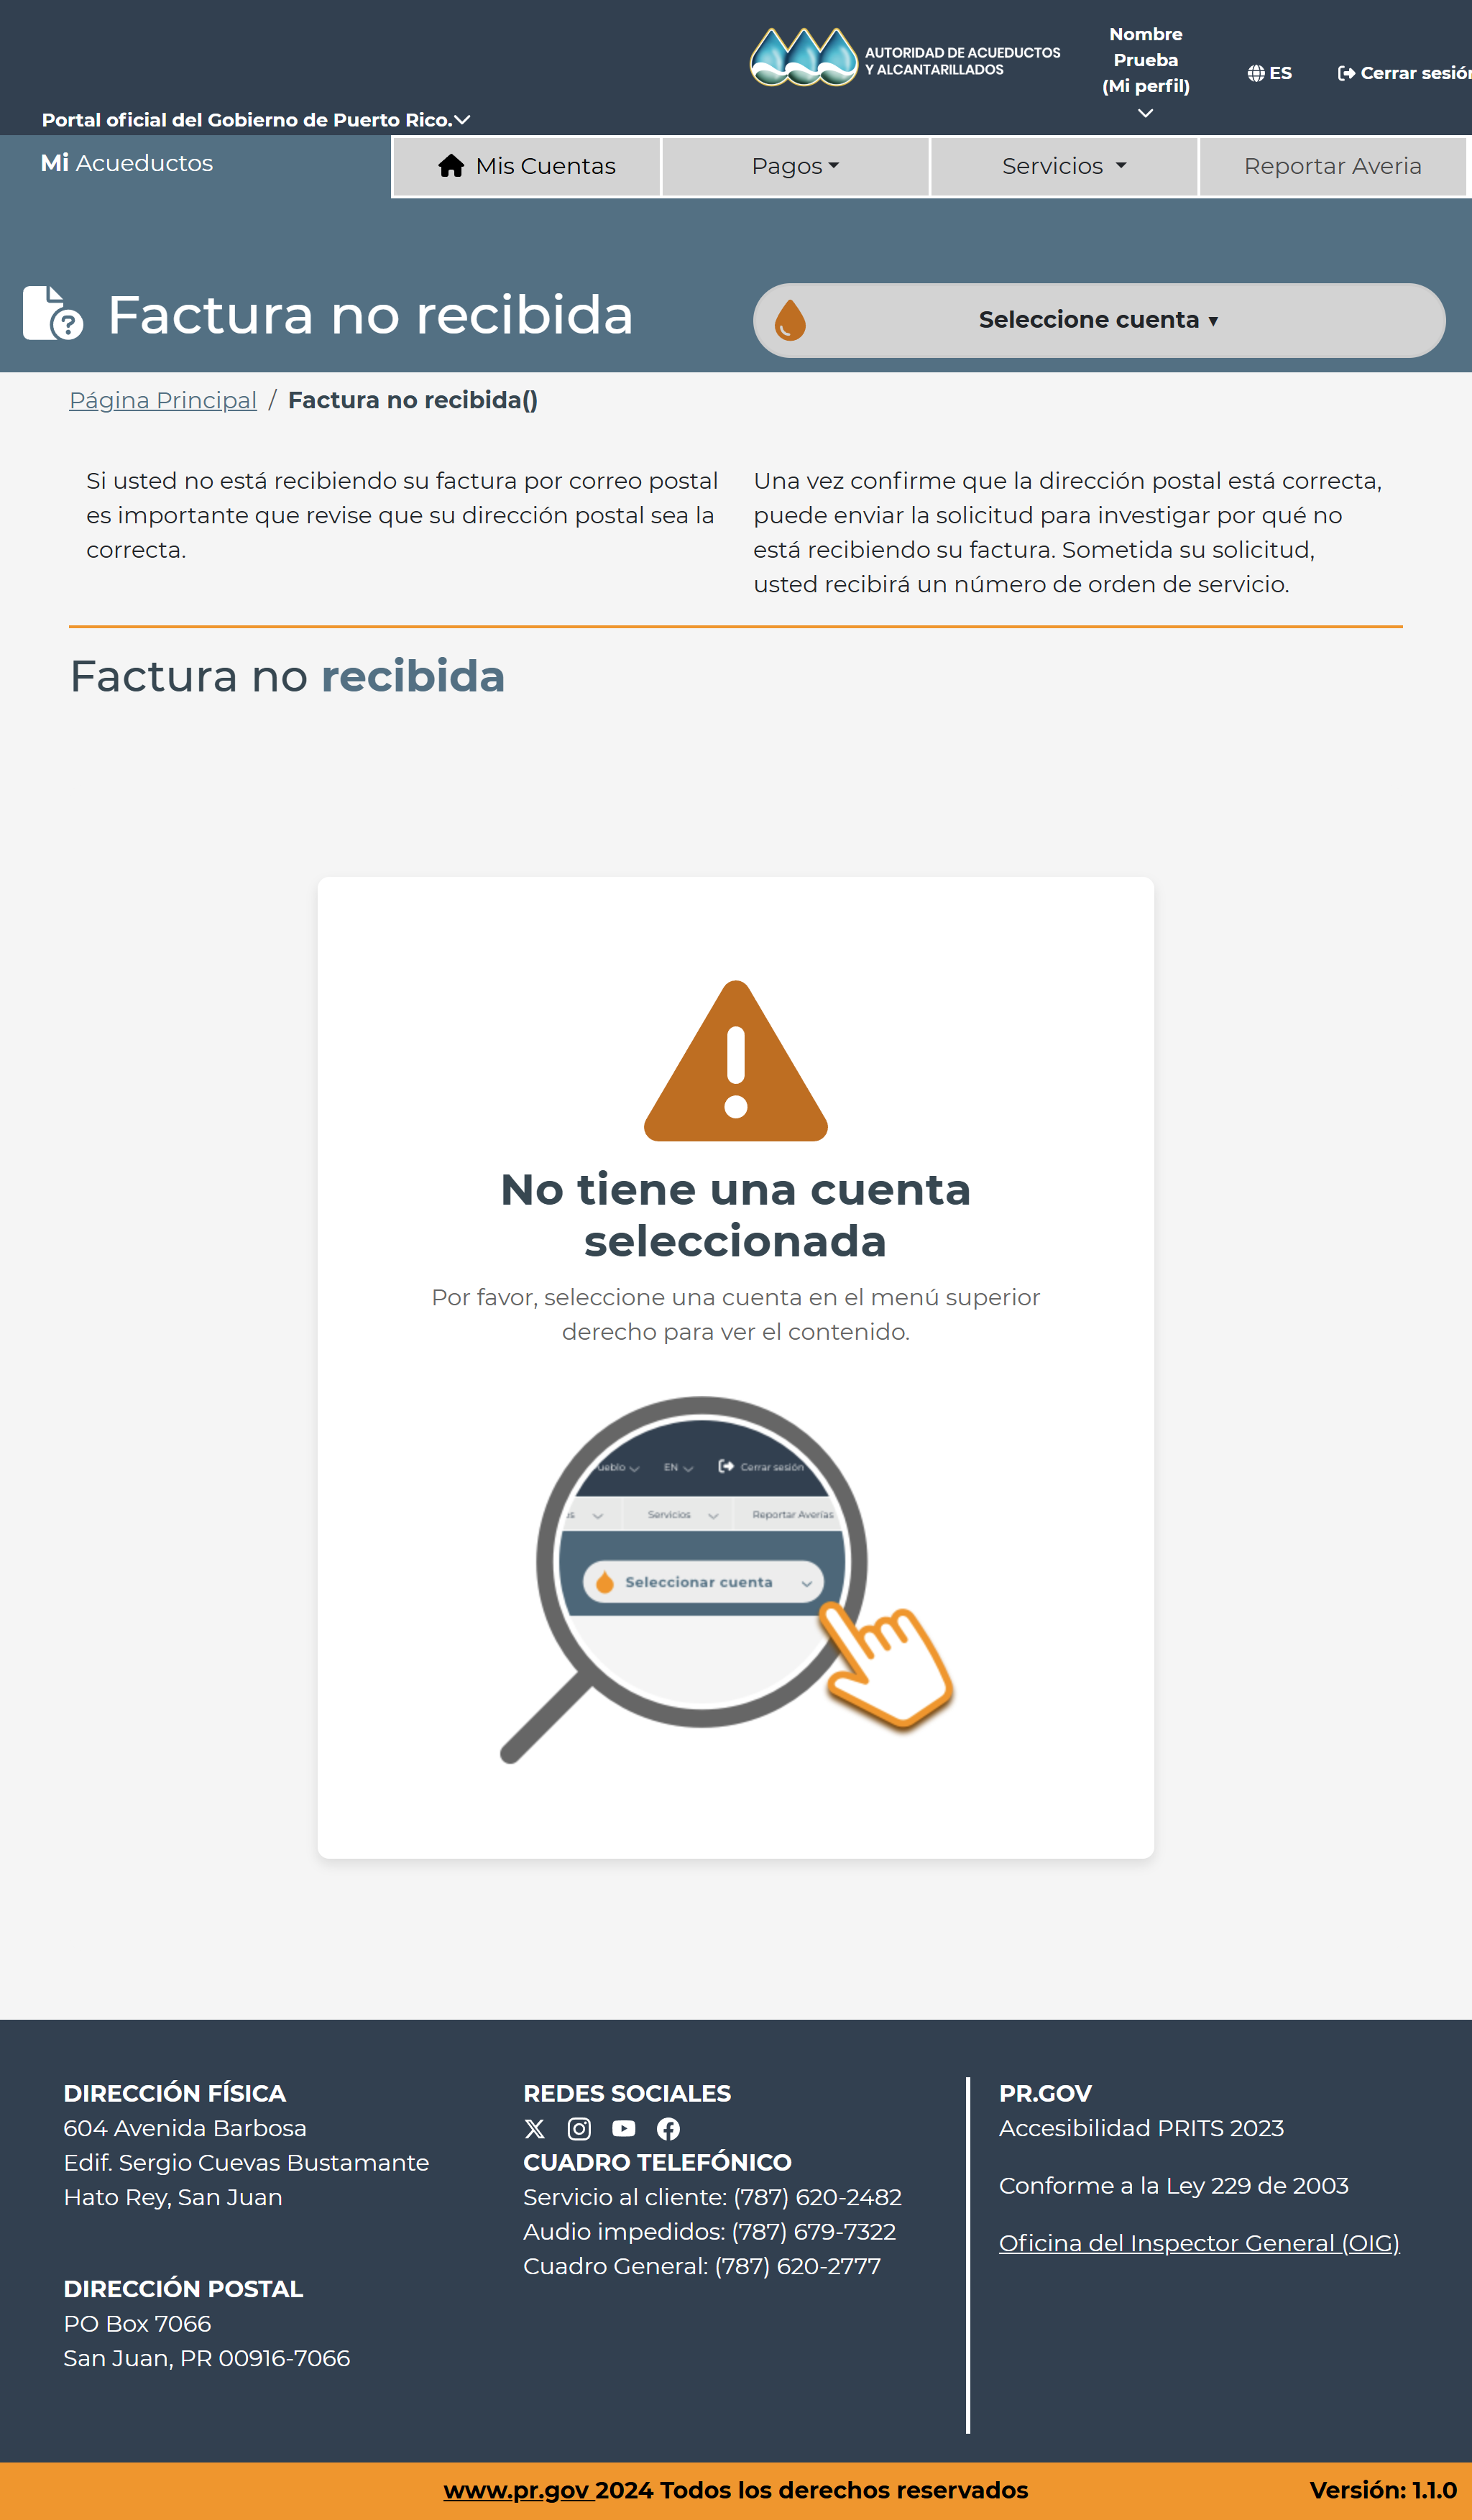 AUTORIDAD DE ACUEDUCTOS
Y ALCANTARILLADOS
Nombre
Prueba
(Mi perfil)
ES
Cerrar sesión
Portal oficial del Gobierno de Puerto Rico.
Mi Acueductos
Mis Cuentas
Pagos
Servicios
Reportar Averia
Factura no recibida
Seleccione cuenta
Página Principal / Factura no recibida()
Si usted no está recibiendo su factura por correo postal
es importante que revise que su dirección postal sea la
correcta.
Una vez confirme que la dirección postal está correcta,
puede enviar la solicitud para investigar por qué no
está recibiendo su factura. Sometida su solicitud,
usted recibirá un número de orden de servicio.
Factura no recibida
No tiene una cuenta
seleccionada
Por favor, seleccione una cuenta en el menú superior
derecho para ver el contenido.
ueblo
EN
Cerrar sesión
os
Servicios
Reportar Averías
Seleccionar cuenta
DIRECCIÓN FÍSICA
604 Avenida Barbosa
Edif. Sergio Cuevas Bustamante
Hato Rey, San Juan
DIRECCIÓN POSTAL
PO Box 7066
San Juan, PR 00916-7066
REDES SOCIALES
CUADRO TELEFÓNICO
Servicio al cliente: (787) 620-2482
Audio impedidos: (787) 679-7322
Cuadro General: (787) 620-2777
PR.GOV
Accesibilidad PRITS 2023
Conforme a la Ley 229 de 2003
Oficina del Inspector General (OIG)
www.pr.gov 2024 Todos los derechos reservados
Versión: 1.1.0